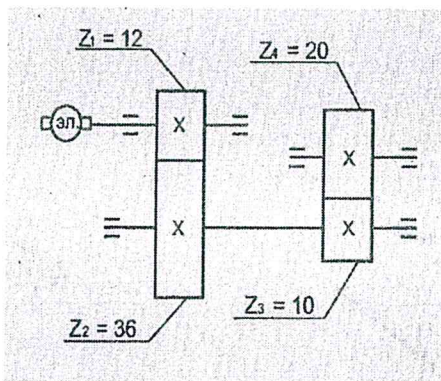 Z₁ = 12
Z₄ = 20
ЭЛ.
X
X
X
X
Z₂ = 36
Z₃ = 10